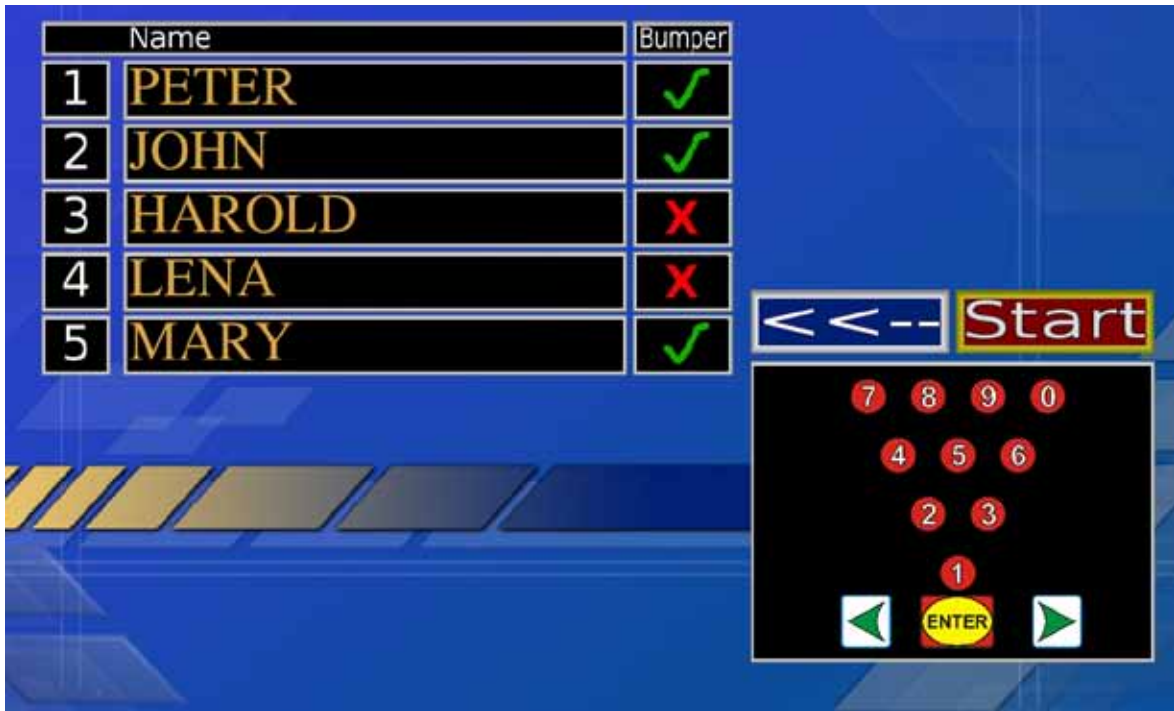 Name Bumper
1 PETER
2 JOHN
3 HAROLD X
4 LENA X
5 MARY
<<-- Start
7 8 9 0
4 5 6
2 3
1
ENTER